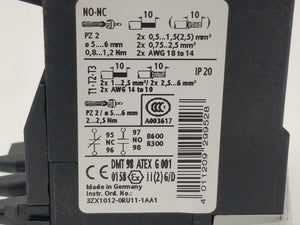 NO-NC
10 10
PZ 2 2x 0,5...1,5(2,5) mm²
ø 5...6 mm 2x 0,75...2,5 mm²
0,8...1,2 Nm 2x AWG 18 to 14
T1-T2-T3
10 10
IP 20
2x 1...2,5 mm²/ 2x 2,5...6 mm²
2x AWG 14 to 10
PZ 2 / ø 5...6 mm
2...2,5 Nm
CCC
A003617
95 97
NC NO B600
96 98 R300
DMT 98 ATEX G 001
CE 0158 Ex II (2) G/D
Made in Germany
Instr. Ord. No.:
3ZX1012-0RU11-1AA1
4 011209 299528